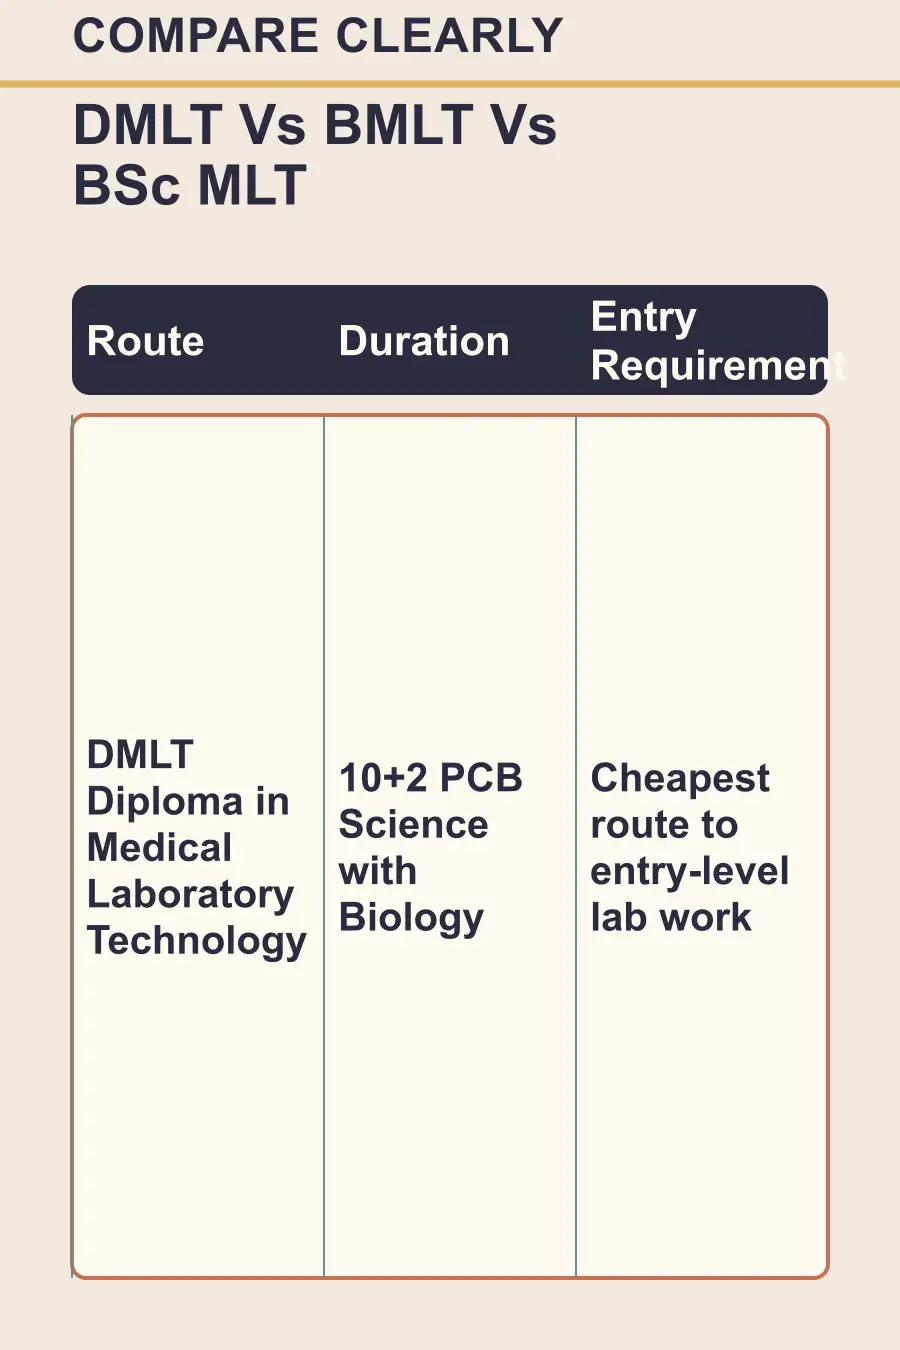 COMPARE CLEARLY
DMLT Vs BMLT Vs
BSc MLT
Route
Duration
Entry
Requirement
DMLT
Diploma in
Medical
Laboratory
Technology
10+2 PCB
Science
with
Biology
Cheapest
route to
entry-level
lab work